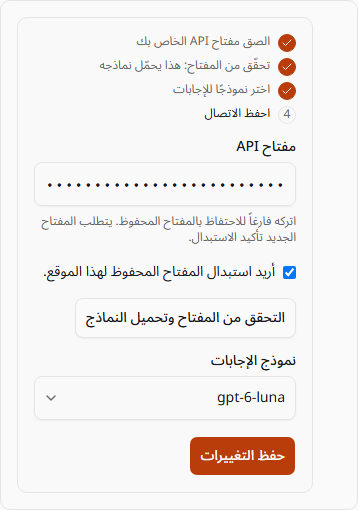 الصق مفتاح API الخاص بك
تحقّق من المفتاح: هذا يحمّل نماذجه
اختر نموذجًا للإجابات
4 احفظ الاتصال
مفتاح API
••••••••••••••••••••••••
اتركه فارغاً للاحتفاظ بالمفتاح المحفوظ. يتطلب المفتاح
الجديد تأكيد الاستبدال.
أريد استبدال المفتاح المحفوظ لهذا الموقع.
التحقق من المفتاح وتحميل النماذج
نموذج الإجابات
gpt-6-luna
حفظ التغييرات